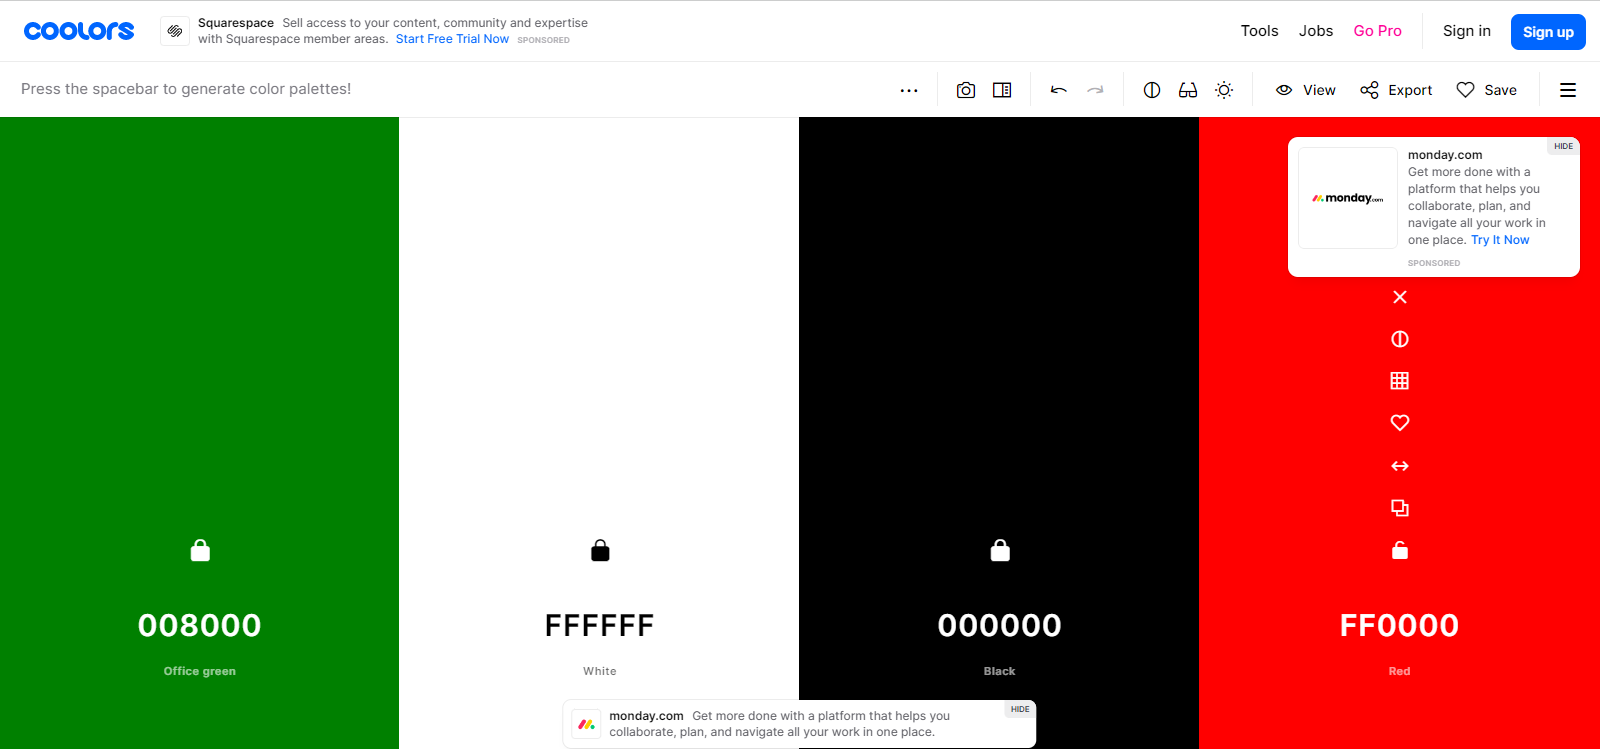 coolors
Squarespace Sell access to your content, community and expertise
with Squarespace member areas. Start Free Trial Now SPONSORED
Tools Jobs Go Pro Sign in Sign up
Press the spacebar to generate color palettes!
View Export Save
HIDE
monday.com
Get more done with a
platform that helps you
collaborate, plan, and
navigate all your work in
one place. Try It Now
SPONSORED
monday.com
008000 FFFFFF 000000 FF0000
Office green White Black Red
monday.com Get more done with a platform that helps you
collaborate, plan, and navigate all your work in one place.
HIDE